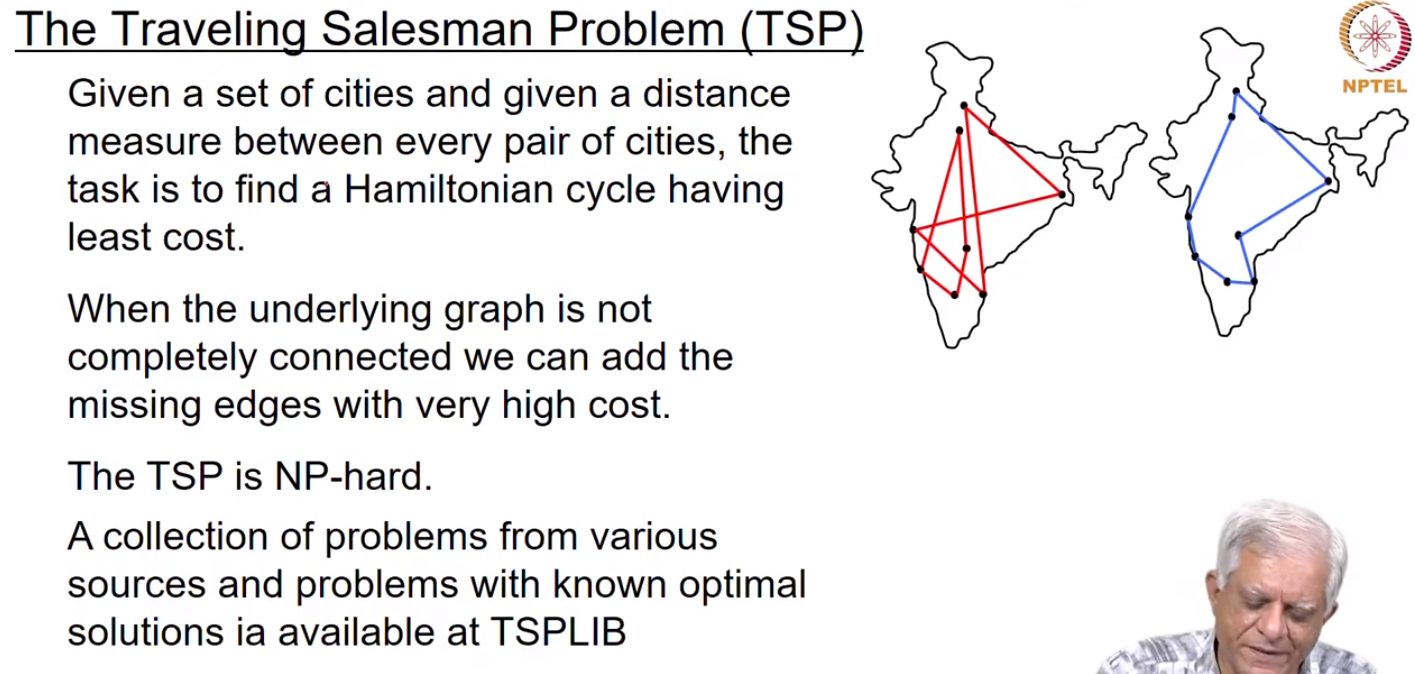 The Traveling Salesman Problem (TSP)
Given a set of cities and given a distance
measure between every pair of cities, the
task is to find a Hamiltonian cycle having
least cost.
When the underlying graph is not
completely connected we can add the
missing edges with very high cost.
The TSP is NP-hard.
A collection of problems from various
sources and problems with known optimal
solutions ia available at TSPLIB
NPTEL